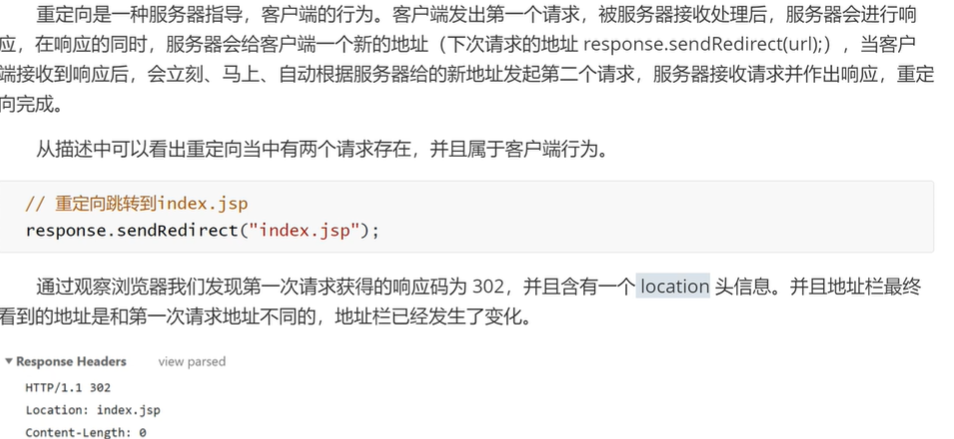 重定向是一种服务器指导，客户端的行为。客户端发出第一个请求，被服务器接收处理后，服务器会进行响
应，在响应的同时，服务器会给客户端一个新的地址（下次请求的地址 response.sendRedirect(url);），当客户
端接收到响应后，会立刻、马上、自动根据服务器给的新地址发起第二个请求，服务器接收请求并作出响应，重定
向完成。
从描述中可以看出重定向当中有两个请求存在，并且属于客户端行为。
// 重定向跳转到index.jsp
response.sendRedirect("index.jsp");
通过观察浏览器我们发现第一次请求获得的响应码为 302，并且含有一个 location 头信息。并且地址栏最终
看到的地址是和第一次请求地址不同的，地址栏已经发生了变化。
▼ Response Headers view parsed
HTTP/1.1 302
Location: index.jsp
Content-Length: 0